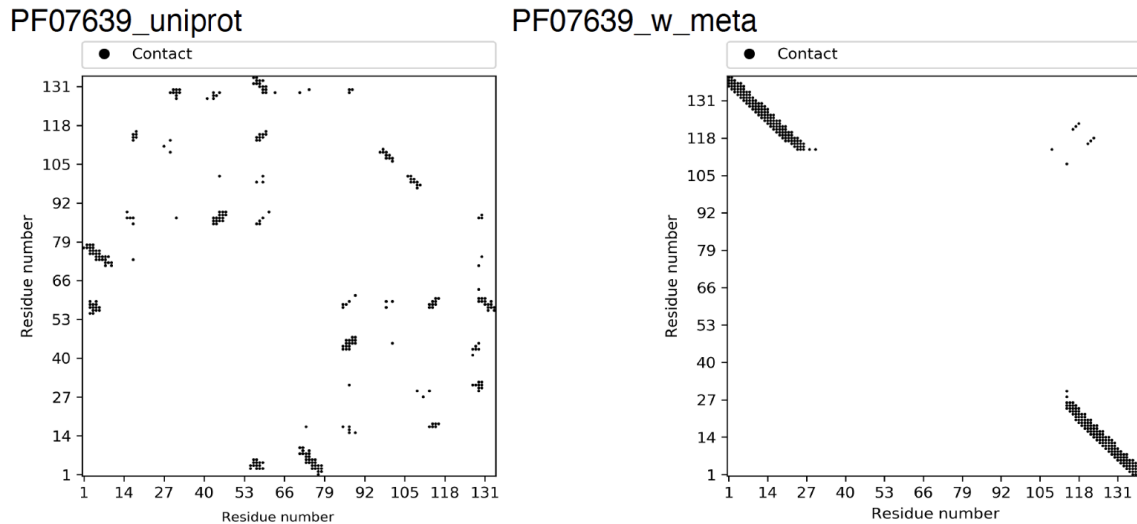 PF07639_uniprot
Contact
Residue number
131
118
105
92
79
66
53
40
27
14
1
1 14 27 40 53 66 79 92 105 118 131
Residue number
PF07639_w_meta
Contact
Residue number
131
118
105
92
79
66
53
40
27
14
1
1 14 27 40 53 66 79 92 105 118 131
Residue number